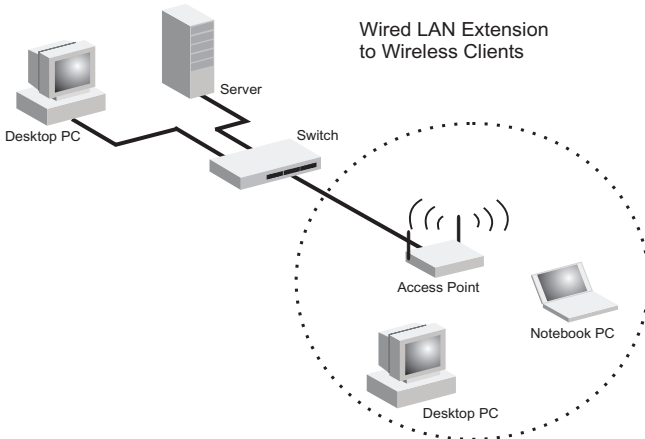 Wired LAN Extension
to Wireless Clients
Server
Desktop PC
Switch
Access Point
Notebook PC
Desktop PC